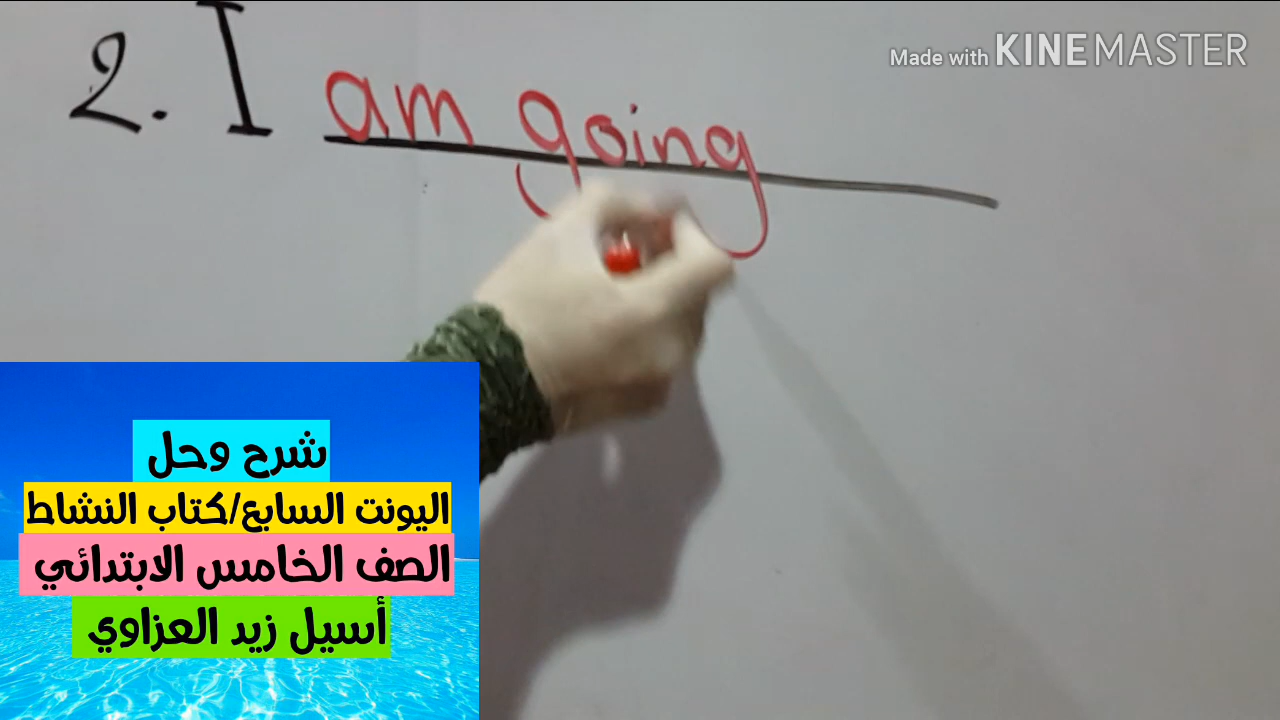 2. I am going
Made with KINEMASTER
شرح وحل
اليونت السابع/كتاب النشاط
الصف الخامس الابتدائي
أسيل زيد العزاوي